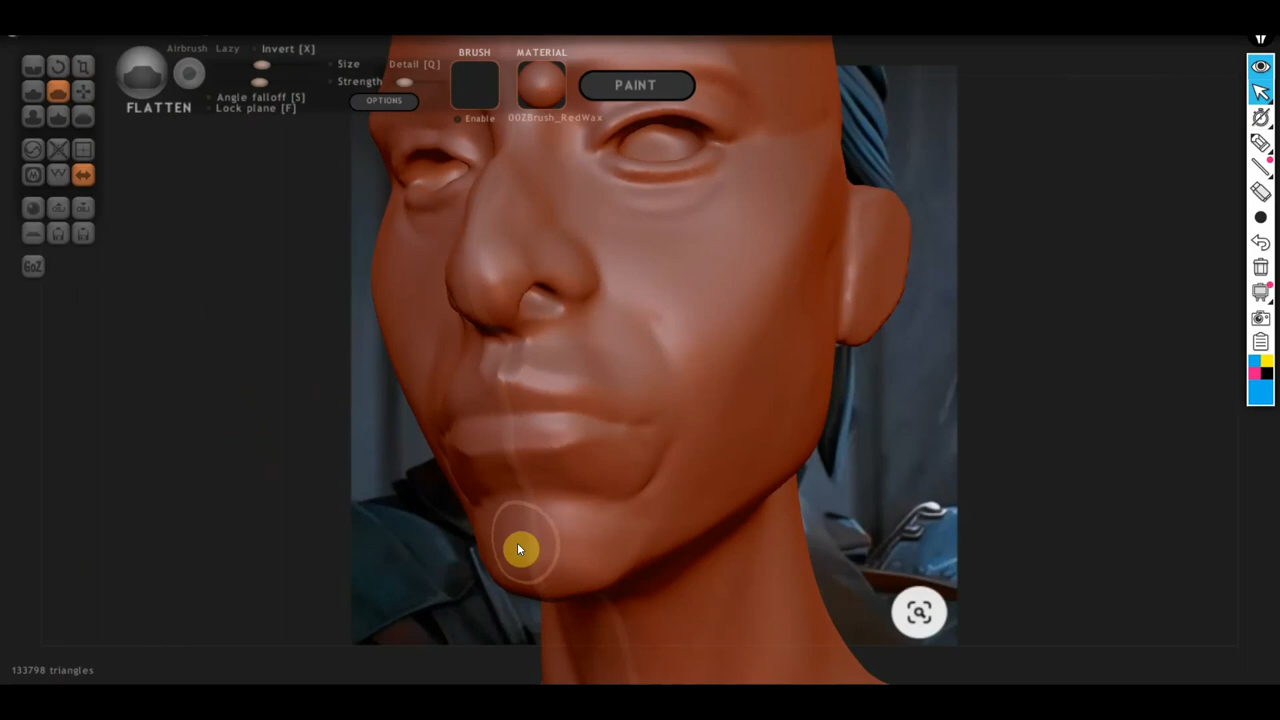 Airbrush Lazy Invert [X]
Size Detail [Q]
Strength
Angle falloff [S]
Lock plane [F]
FLATTEN
OPTIONS
BRUSH
Enable
MATERIAL
00ZBrush_RedWax
PAINT
GoZ
133798 triangles